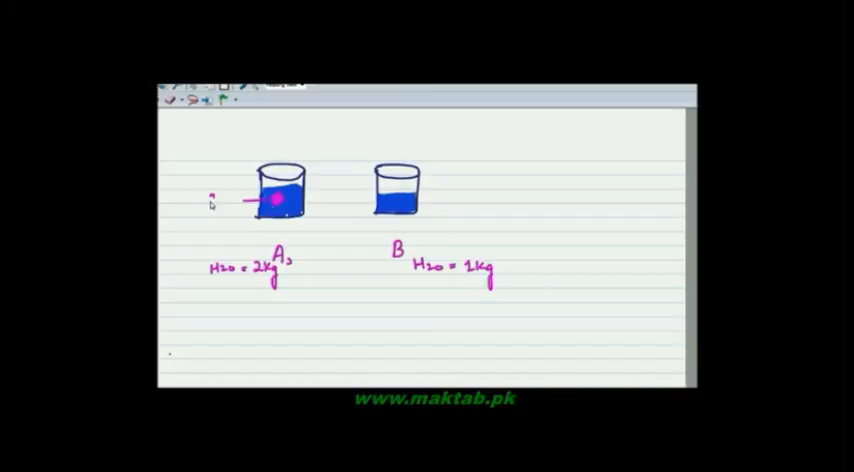 A,
B
H2O = 2kg
H2O = 1kg
www.maktab.pk